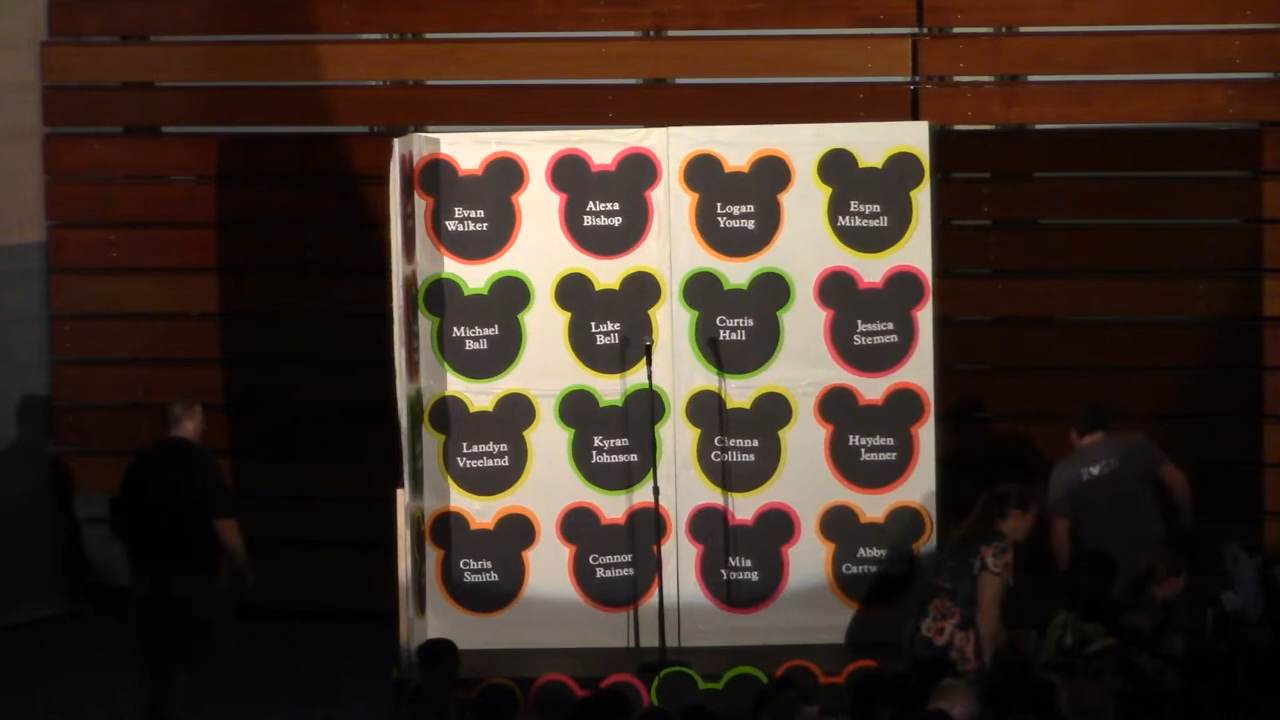 Evan
Walker
Alexa
Bishop
Logan
Young
Espn
Mikesell
Michael
Ball
Luke
Bell
Curtis
Hall
Jessica
Stemen
Landyn
Vreeland
Kyran
Johnson
Cienna
Collins
Hayden
Jenner
Chris
Smith
Connor
Raines
Mia
Young
Abby